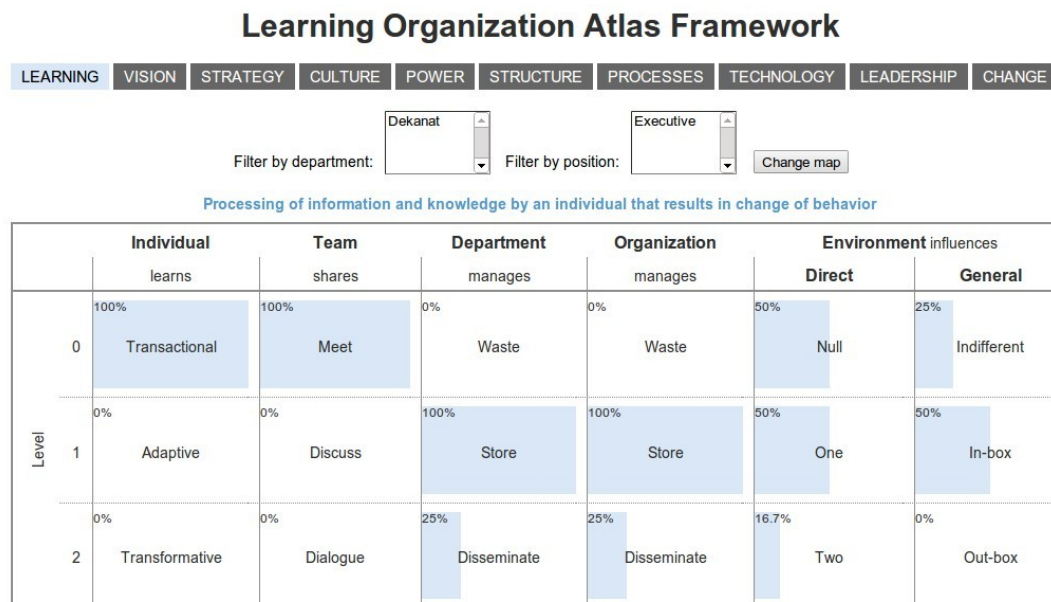 Learning Organization Atlas Framework
LEARNING VISION STRATEGY CULTURE POWER STRUCTURE PROCESSES TECHNOLOGY LEADERSHIP CHANGE
Dekanat Executive
Filter by department: Filter by position: Change map
Processing of information and knowledge by an individual that results in change of behavior
Individual Team Department Organization Environment influences
learns shares manages manages Direct General
100% 100% 0% 0% 50% 25%
0 Transactional Meet Waste Waste Null Indifferent
0% 0% 100% 100% 50% 50%
Level 1 Adaptive Discuss Store Store One In-box
0% 0% 25% 25% 16.7% 0%
2 Transformative Dialogue Disseminate Disseminate Two Out-box